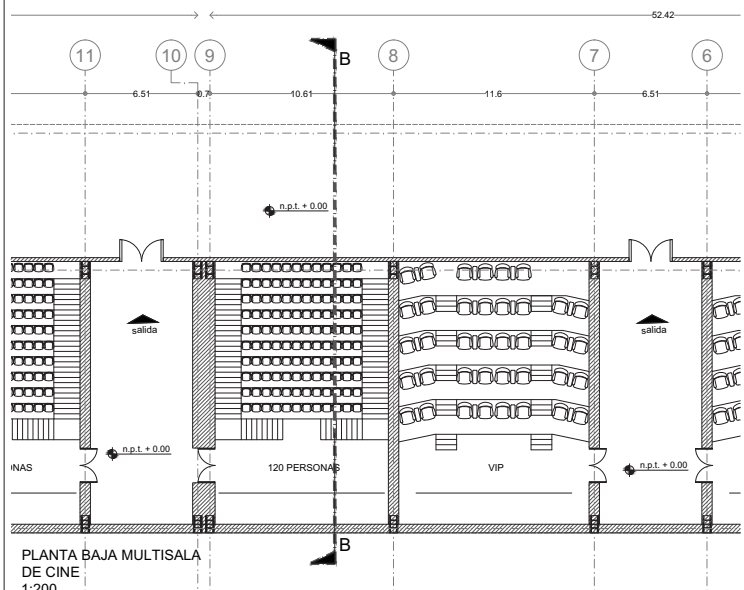 52.42
11
10
9
8
7
6
B
6.51
0.7
10.61
11.6
6.51
n.p.t. + 0.00
salida
salida
n.p.t. + 0.00
n.p.t. + 0.00
ONAS
120 PERSONAS
VIP
B
PLANTA BAJA MULTISALA
DE CINE
1:200